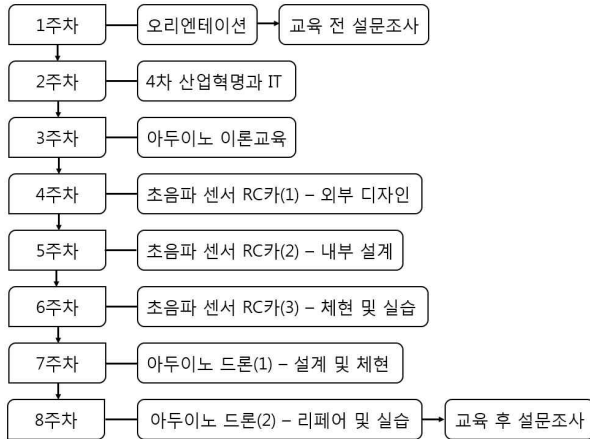 1주차 오리엔테이션 교육 전 설문조사
2주차 4차 산업혁명과 IT
3주차 아두이노 이론교육
4주차 초음파 센서 RC카(1) – 외부 디자인
5주차 초음파 센서 RC카(2) – 내부 설계
6주차 초음파 센서 RC카(3) – 체현 및 실습
7주차 아두이노 드론(1) – 설계 및 체현
8주차 아두이노 드론(2) – 리페어 및 실습 교육 후 설문조사